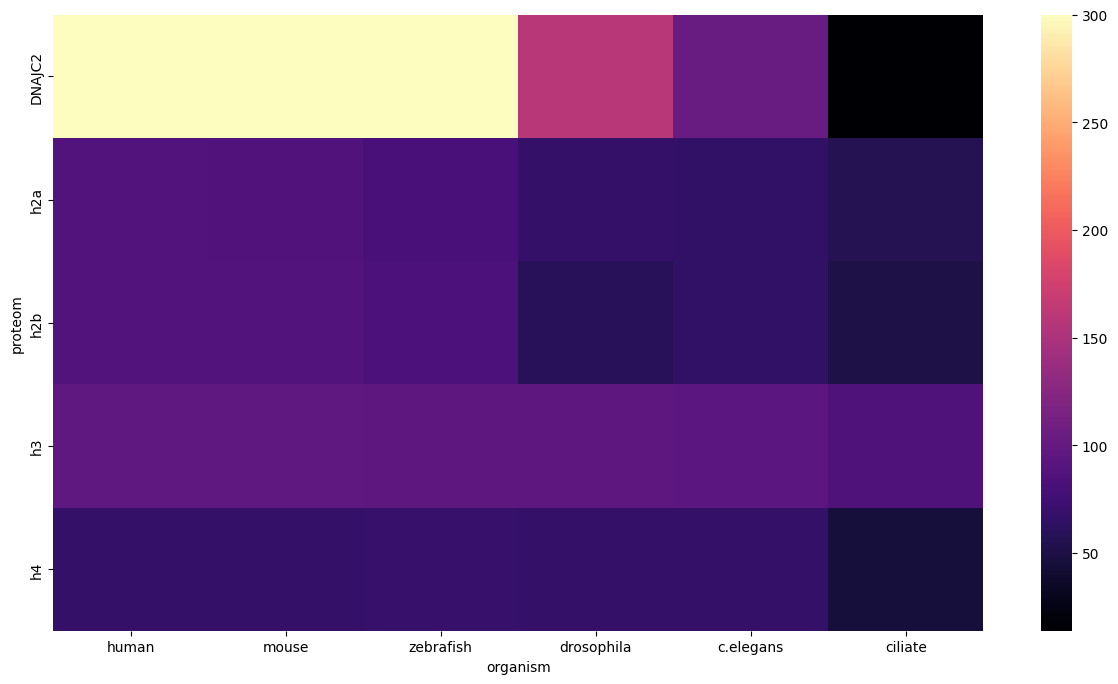 DNAJC2
h2a
h2b
h3
h4
proteom
human
mouse
zebrafish
drosophila
c.elegans
ciliate
organism
300
250
200
150
100
50